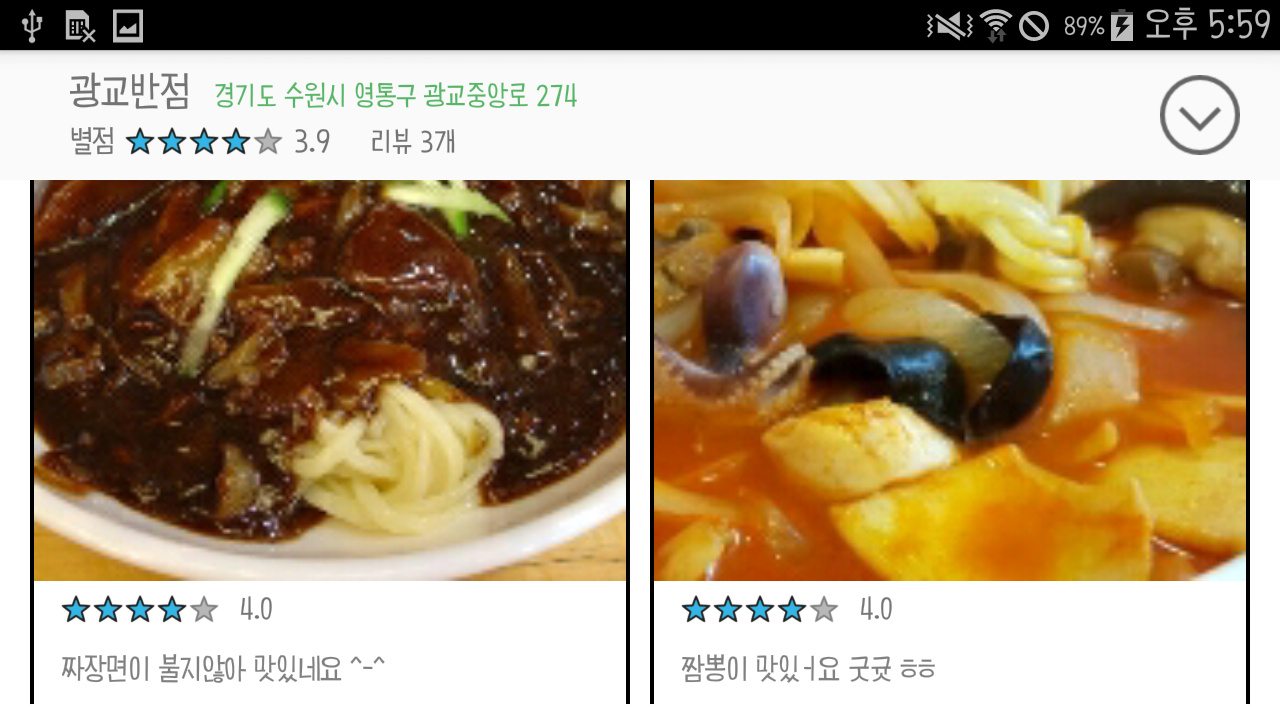 89% 오후 5:59
광교반점 경기도 수원시 영통구 광교중앙로 274
별점 3.9 리뷰 3개
4.0
짜장면이 불지않아 맛있네요 ^-^
4.0
짬뽕이 맛있ㅓ요 굿귯 ㅎㅎ